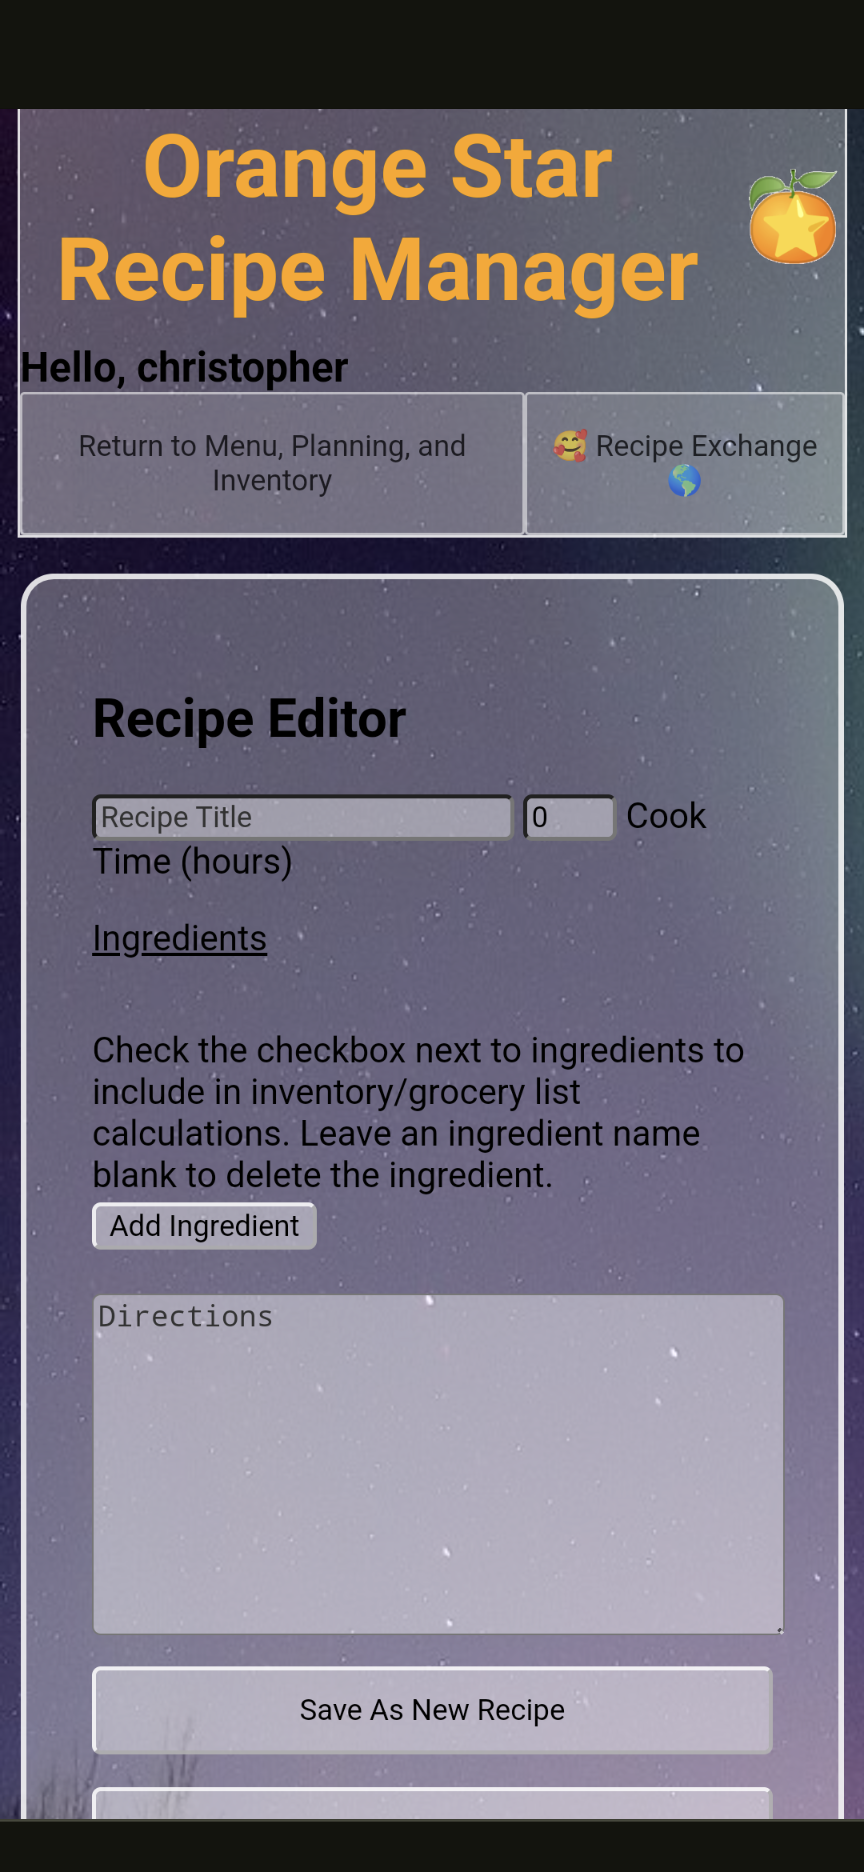 Orange Star
Recipe Manager
Hello, christopher
Return to Menu, Planning, and
Inventory
🥰 Recipe Exchange
🌎
Recipe Editor
Recipe Title 0 Cook
Time (hours)
Ingredients
Check the checkbox next to ingredients to
include in inventory/grocery list
calculations. Leave an ingredient name
blank to delete the ingredient.
Add Ingredient
Directions
Save As New Recipe